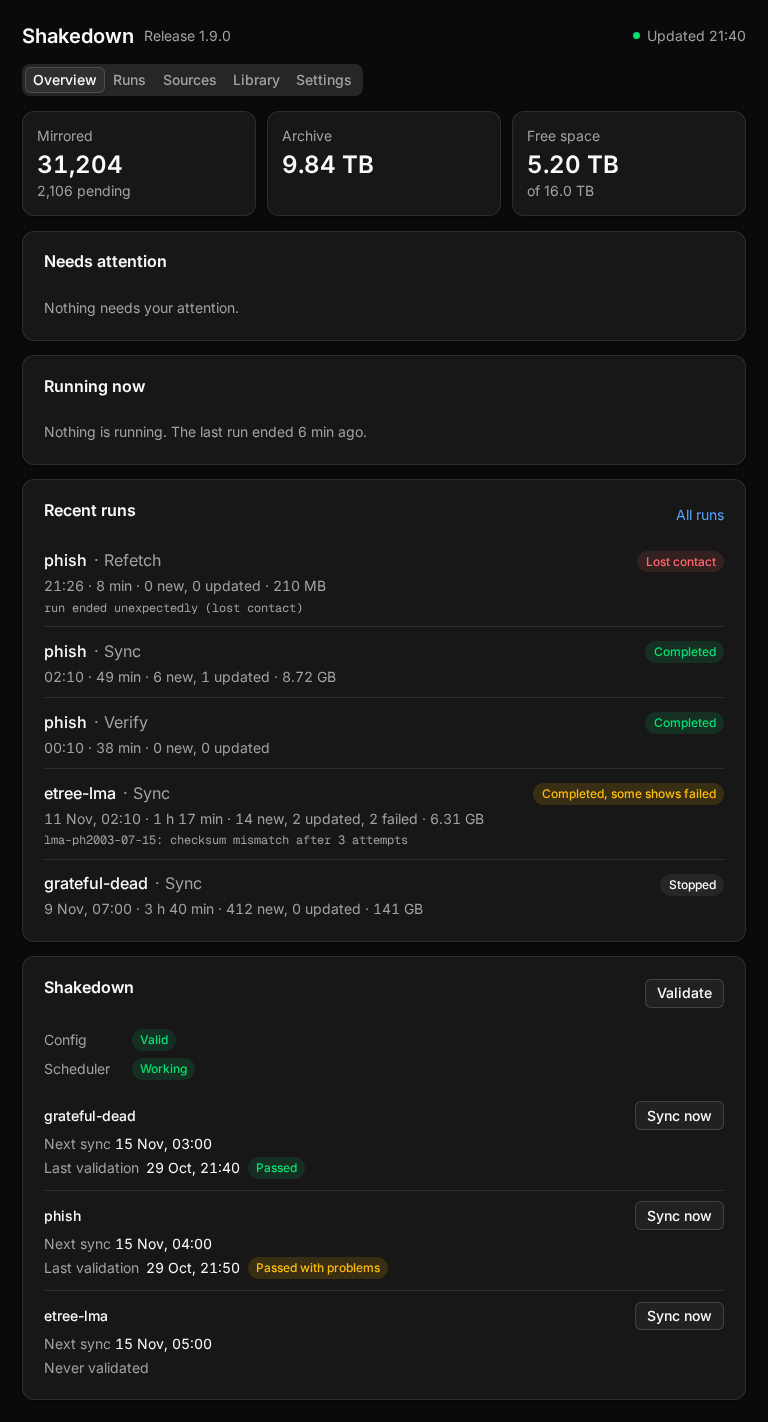 Shakedown Release 1.9.0 Updated 21:40
Overview Runs Sources Library Settings
Mirrored
31,204
2,106 pending
Archive
9.84 TB
Free space
5.20 TB
of 16.0 TB
Needs attention
Nothing needs your attention.
Running now
Nothing is running. The last run ended 6 min ago.
Recent runs All runs
phish · Refetch Lost contact
21:26 · 8 min · 0 new, 0 updated · 210 MB
run ended unexpectedly (lost contact)
phish · Sync Completed
02:10 · 49 min · 6 new, 1 updated · 8.72 GB
phish · Verify Completed
00:10 · 38 min · 0 new, 0 updated
etree-lma · Sync Completed, some shows failed
11 Nov, 02:10 · 1 h 17 min · 14 new, 2 updated, 2 failed · 6.31 GB
lma-ph2003-07-15: checksum mismatch after 3 attempts
grateful-dead · Sync Stopped
9 Nov, 07:00 · 3 h 40 min · 412 new, 0 updated · 141 GB
Shakedown Validate
Config Valid
Scheduler Working
grateful-dead Sync now
Next sync 15 Nov, 03:00
Last validation 29 Oct, 21:40 Passed
phish Sync now
Next sync 15 Nov, 04:00
Last validation 29 Oct, 21:50 Passed with problems
etree-lma Sync now
Next sync 15 Nov, 05:00
Never validated